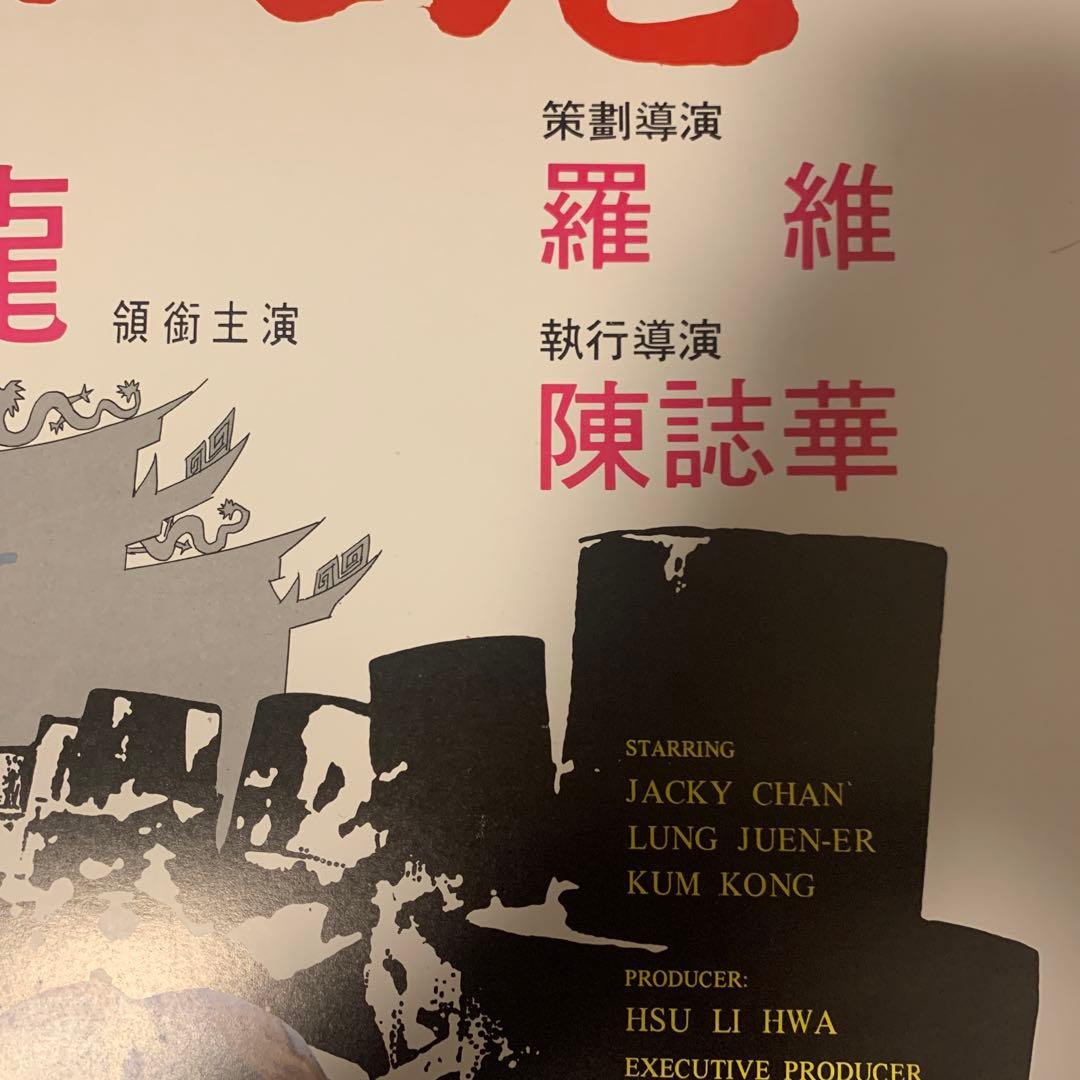 策劃導演
羅維
龍
領銜主演
執行導演
陳誌華
STARRING
JACKY CHAN
LUNG JUEN-ER
KUM KONG
PRODUCER:
HSU LI HWA
EXECUTIVE PRODUCER